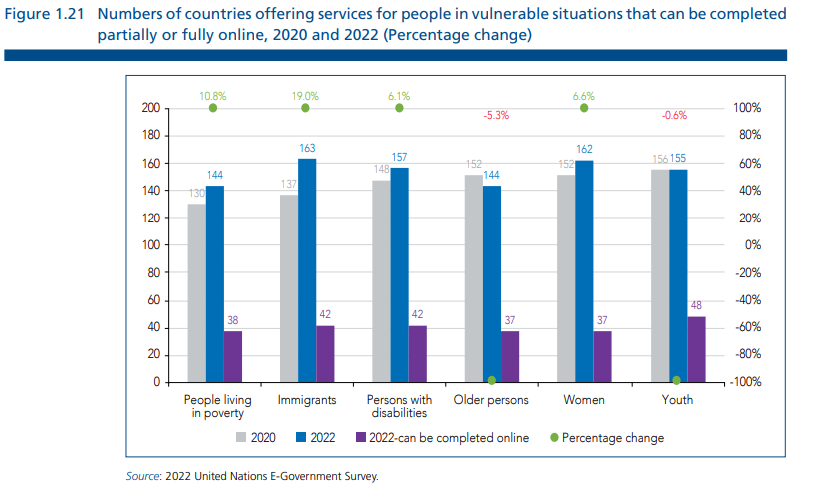 Figure 1.21 Numbers of countries offering services for people in vulnerable situations that can be completed
partially or fully online, 2020 and 2022 (Percentage change)
10.8% 19.0% 6.1% -5.3% 6.6% -0.6%
200 100%
180 80%
160 60%
140 40%
120 20%
100 0%
80 -20%
60 -40%
40 -60%
20 -80%
0 -100%
130 144 38
137 163 42
148 157 42
152 144 37
152 162 37
156 155 48
People living
in poverty
Immigrants
Persons with
disabilities
Older persons
Women
Youth
2020 2022 2022-can be completed online Percentage change
Source: 2022 United Nations E-Government Survey.